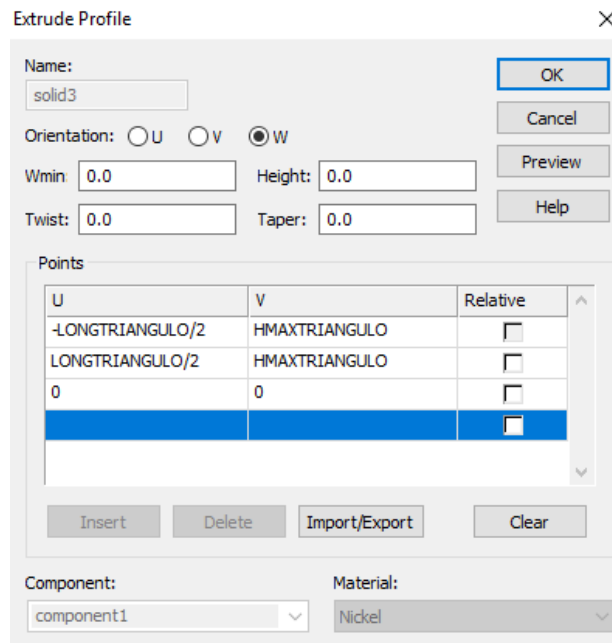 Extrude Profile
Name:
solid3
OK
Orientation: U V W
Cancel
Wmin: 0.0 Height: 0.0
Preview
Twist: 0.0 Taper: 0.0
Help
Points
U V Relative
-LONGTRIANGULO/2 HMAXTRIANGULO
LONGTRIANGULO/2 HMAXTRIANGULO
0 0
Insert Delete Import/Export Clear
Component: Material:
component1 Nickel